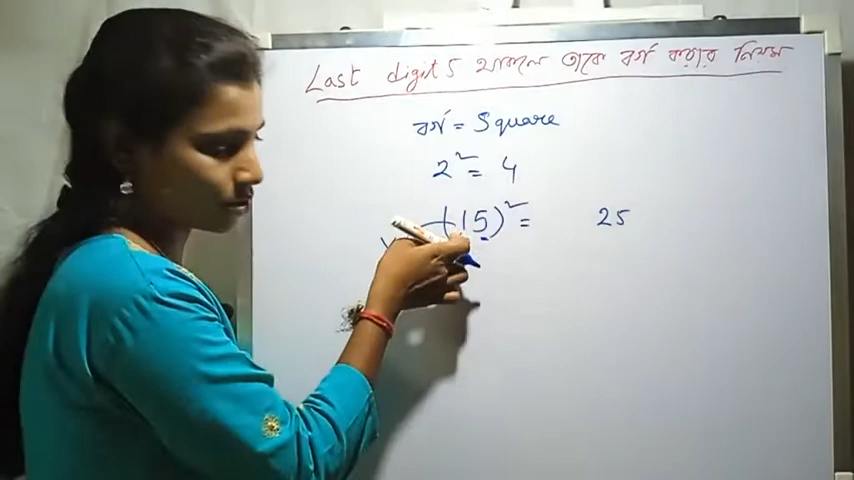 Last digit 5 থাকলে তাকে বর্গ করার নিয়ম
বর্গ = Square
2² = 4
(15)² = 25